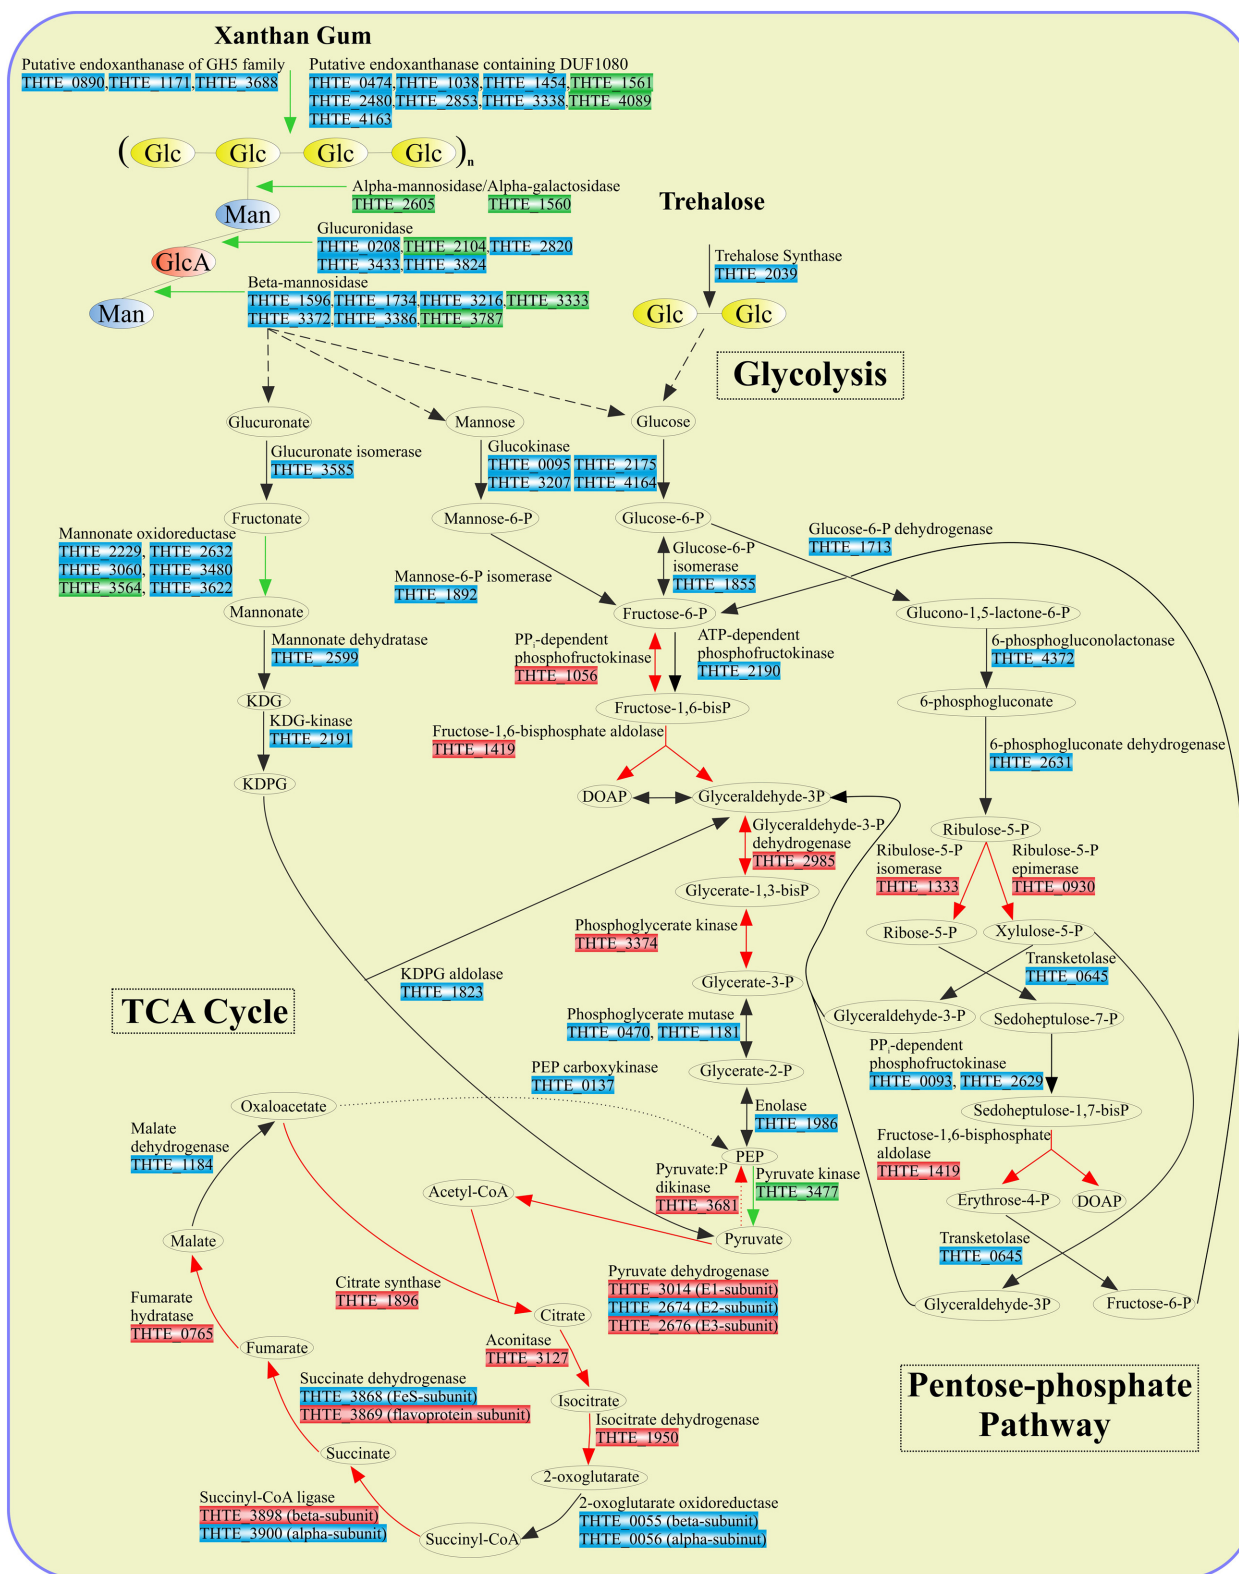 Xanthan Gum
Putative endoxanthanase of GH5 family
THTE_0890, THTE_1171, THTE_3688
Putative endoxanthanase containing DUF1080
THTE_0474, THTE_1038, THTE_1454, THTE_1561
THTE_2480, THTE_2853, THTE_3338, THTE_4089
THTE_4163
( Glc Glc Glc Glc )n
Alpha-mannosidase/Alpha-galactosidase
THTE_2605 THTE_1560
Man
Glucuronidase
THTE_0208, THTE_2104, THTE_2820
THTE_3433, THTE_3824
GlcA
Beta-mannosidase
THTE_1596, THTE_1734, THTE_3216, THTE_3333
THTE_3372, THTE_3386, THTE_3787
Man
Trehalose
Trehalose Synthase
THTE_2039
Glc Glc
Glycolysis
Glucuronate
Mannose
Glucose
Glucuronate isomerase
THTE_3585
Glucokinase
THTE_0095 THTE_2175
THTE_3207 THTE_4164
Fructonate
Mannose-6-P
Glucose-6-P
Mannonate oxidoreductase
THTE_2229, THTE_2632
THTE_3060, THTE_3480
THTE_3564, THTE_3622
Mannose-6-P isomerase
THTE_1892
Glucose-6-P
isomerase
THTE_1855
Glucose-6-P dehydrogenase
THTE_1713
Mannonate
Fructose-6-P
Glucono-1,5-lactone-6-P
Mannonate dehydratase
THTE_2599
PPi-dependent
phosphofructokinase
THTE_1056
ATP-dependent
phosphofructokinase
THTE_2190
6-phosphogluconolactonase
THTE_4372
KDG
Fructose-1,6-bisP
6-phosphogluconate
KDG-kinase
THTE_2191
Fructose-1,6-bisphosphate aldolase
THTE_1419
6-phosphogluconate dehydrogenase
THTE_2631
KDPG
DOAP
Glyceraldehyde-3P
Ribulose-5-P
Glyceraldehyde-3-P
dehydrogenase
THTE_2985
Ribulose-5-P
isomerase
THTE_1333
Ribulose-5-P
epimerase
THTE_0930
Glycerate-1,3-bisP
Phosphoglycerate kinase
THTE_3374
Ribose-5-P
Xylulose-5-P
KDPG aldolase
THTE_1823
Glycerate-3-P
Transketolase
THTE_0645
TCA Cycle
Phosphoglycerate mutase
THTE_0470, THTE_1181
Glyceraldehyde-3-P
Sedoheptulose-7-P
PPi-dependent
phosphofructokinase
THTE_0093, THTE_2629
PEP carboxykinase
THTE_0137
Glycerate-2-P
Oxaloacetate
Enolase
THTE_1986
Sedoheptulose-1,7-bisP
Malate
dehydrogenase
THTE_1184
PEP
Fructose-1,6-bisphosphate
aldolase
THTE_1419
Pyruvate:P
dikinase
THTE_3681
Pyruvate kinase
THTE_3477
Acetyl-CoA
Erythrose-4-P
DOAP
Malate
Pyruvate
Transketolase
THTE_0645
Citrate synthase
THTE_1896
Pyruvate dehydrogenase
THTE_3014 (E1-subunit)
THTE_2674 (E2-subunit)
THTE_2676 (E3-subunit)
Fumarate
hydratase
THTE_0765
Citrate
Glyceraldehyde-3P
Fructose-6-P
Aconitase
THTE_3127
Fumarate
Succinate dehydrogenase
THTE_3868 (FeS-subunit)
THTE_3869 (flavoprotein subunit)
Isocitrate
Pentose-phosphate
Pathway
Isocitrate dehydrogenase
THTE_1950
Succinate
2-oxoglutarate
Succinyl-CoA ligase
THTE_3898 (beta-subunit)
THTE_3900 (alpha-subunit)
2-oxoglutarate oxidoreductase
THTE_0055 (beta-subunit)
THTE_0056 (alpha-subinut)
Succinyl-CoA